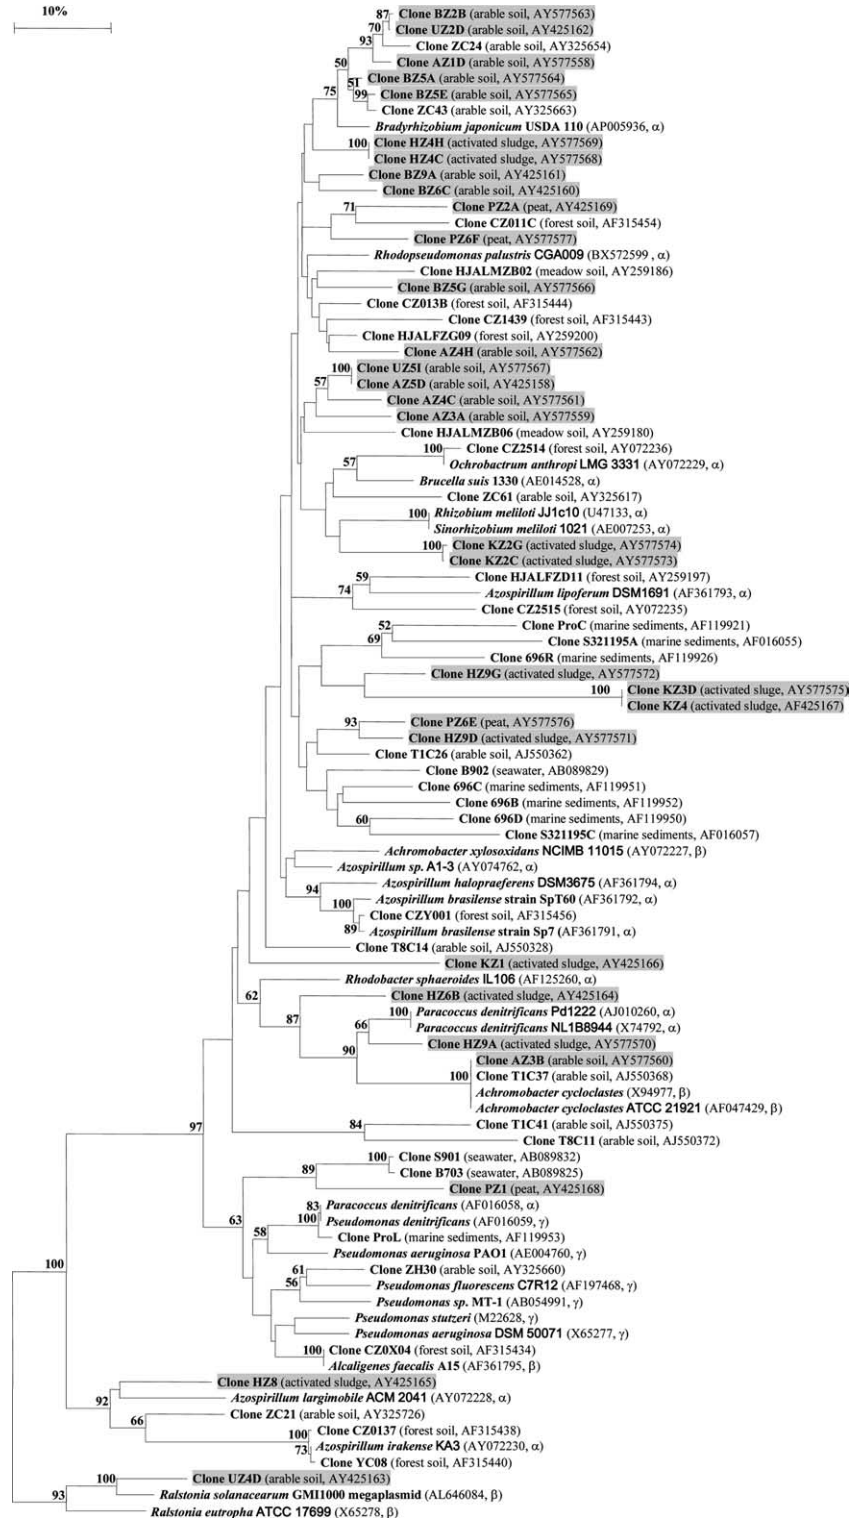 10%
87
Clone BZ2B (arable soil, AY577563)
70
Clone UZ2D (arable soil, AY425162)
93
Clone ZC24 (arable soil, AY325654)
50
Clone AZ1D (arable soil, AY577558)
51
Clone BZ5A (arable soil, AY577564)
75
99
Clone BZ5E (arable soil, AY577565)
Clone ZC43 (arable soil, AY325663)
Bradyrhizobium japonicum USDA 110 (AP005936, α)
100
Clone HZ4H (activated sludge, AY577569)
Clone HZ4C (activated sludge, AY577568)
Clone BZ9A (arable soil, AY425161)
Clone BZ6C (arable soil, AY425160)
71
Clone PZ2A (peat, AY425169)
Clone CZ011C (forest soil, AF315454)
Clone PZ6F (peat, AY577577)
Rhodopseudomonas palustris CGA009 (BX572599 , α)
Clone HJALMZB02 (meadow soil, AY259186)
Clone BZ5G (arable soil, AY577566)
Clone CZ013B (forest soil, AF315444)
Clone CZ1439 (forest soil, AF315443)
Clone HJALFZG09 (forest soil, AY259200)
Clone AZ4H (arable soil, AY577562)
100
Clone UZ5I (arable soil, AY577567)
57
Clone AZ5D (arable soil, AY425158)
Clone AZ4C (arable soil, AY577561)
Clone AZ3A (arable soil, AY577559)
Clone HJALMZB06 (meadow soil, AY259180)
100
Clone CZ2514 (forest soil, AY072236)
57
Ochrobactrum anthropi LMG 3331 (AY072229, α)
Brucella suis 1330 (AE014528, α)
Clone ZC61 (arable soil, AY325617)
100
Rhizobium meliloti JJ1c10 (U47133, α)
Sinorhizobium meliloti 1021 (AE007253, α)
100
Clone KZ2G (activated sludge, AY577574)
Clone KZ2C (activated sludge, AY577573)
59
Clone HJALFZD11 (forest soil, AY259197)
74
Azospirillum lipoferum DSM1691 (AF361793, α)
Clone CZ2515 (forest soil, AY072235)
52
Clone ProC (marine sediments, AF119921)
69
Clone S321195A (marine sediments, AF016055)
Clone 696R (marine sediments, AF119926)
Clone HZ9G (activated sludge, AY577572)
100
Clone KZ3D (activated sluge, AY577575)
Clone KZ4 (activated sludge, AF425167)
93
Clone PZ6E (peat, AY577576)
Clone HZ9D (activated sludge, AY577571)
Clone T1C26 (arable soil, AJ550362)
Clone B902 (seawater, AB089829)
Clone 696C (marine sediments, AF119951)
Clone 696B (marine sediments, AF119952)
60
Clone 696D (marine sediments, AF119950)
Clone S321195C (marine sediments, AF016057)
Achromobacter xylosoxidans NCIMB 11015 (AY072227, β)
Azospirillum sp. A1-3 (AY074762, α)
94
Azospirillum halopraeferens DSM3675 (AF361794, α)
100
Azospirillum brasilense strain SpT60 (AF361792, α)
Clone CZY001 (forest soil, AF315456)
89
Azospirillum brasilense strain Sp7 (AF361791, α)
Clone T8C14 (arable soil, AJ550328)
Clone KZ1 (activated sludge, AY425166)
62
Rhodobacter sphaeroides IL106 (AF125260, α)
87
Clone HZ6B (activated sludge, AY425164)
100
Paracoccus denitrificans Pd1222 (AJ010260, α)
66
Paracoccus denitrificans NL1B8944 (X74792, α)
90
Clone HZ9A (activated sludge, AY577570)
Clone AZ3B (arable soil, AY577560)
100
Clone T1C37 (arable soil, AJ550368)
Achromobacter cycloclastes (X94977, β)
Achromobacter cycloclastes ATCC 21921 (AF047429, β)
97
84
Clone T1C41 (arable soil, AJ550375)
Clone T8C11 (arable soil, AJ550372)
100
Clone S901 (seawater, AB089832)
89
Clone B703 (seawater, AB089825)
Clone PZ1 (peat, AY425168)
83
Paracoccus denitrificans (AF016058, α)
63
100
Pseudomonas denitrificans (AF016059, γ)
58
Clone ProL (marine sediments, AF119953)
Pseudomonas aeruginosa PAO1 (AE004760, γ)
100
61
Clone ZH30 (arable soil, AY325660)
56
Pseudomonas fluorescens C7R12 (AF197468, γ)
Pseudomonas sp. MT-1 (AB054991, γ)
Pseudomonas stutzeri (M22628, γ)
Pseudomonas aeruginosa DSM 50071 (X65277, γ)
100
Clone CZ0X04 (forest soil, AF315434)
Alcaligenes faecalis A15 (AF361795, β)
Clone HZ8 (activated sludge, AY425165)
92
Azospirillum largimobile ACM 2041 (AY072228, α)
66
Clone ZC21 (arable soil, AY325726)
100
Clone CZ0137 (forest soil, AF315438)
73
Azospirillum irakense KA3 (AY072230, α)
Clone YC08 (forest soil, AF315440)
100
Clone UZ4D (arable soil, AY425163)
93
Ralstonia solanacearum GMI1000 megaplasmid (AL646084, β)
Ralstonia eutropha ATCC 17699 (X65278, β)